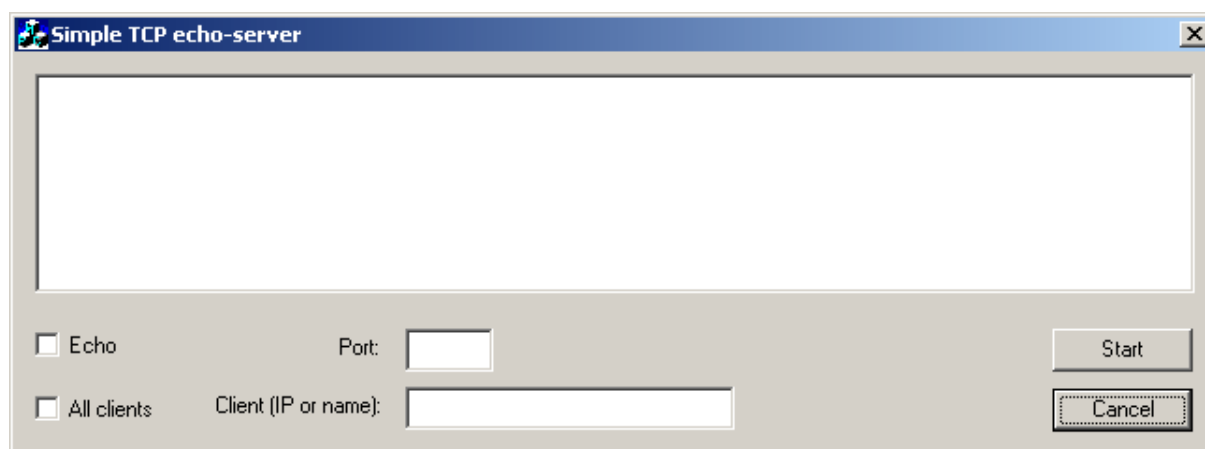 Simple TCP echo-server
Echo
Port:
Start
All clients
Client (IP or name):
Cancel